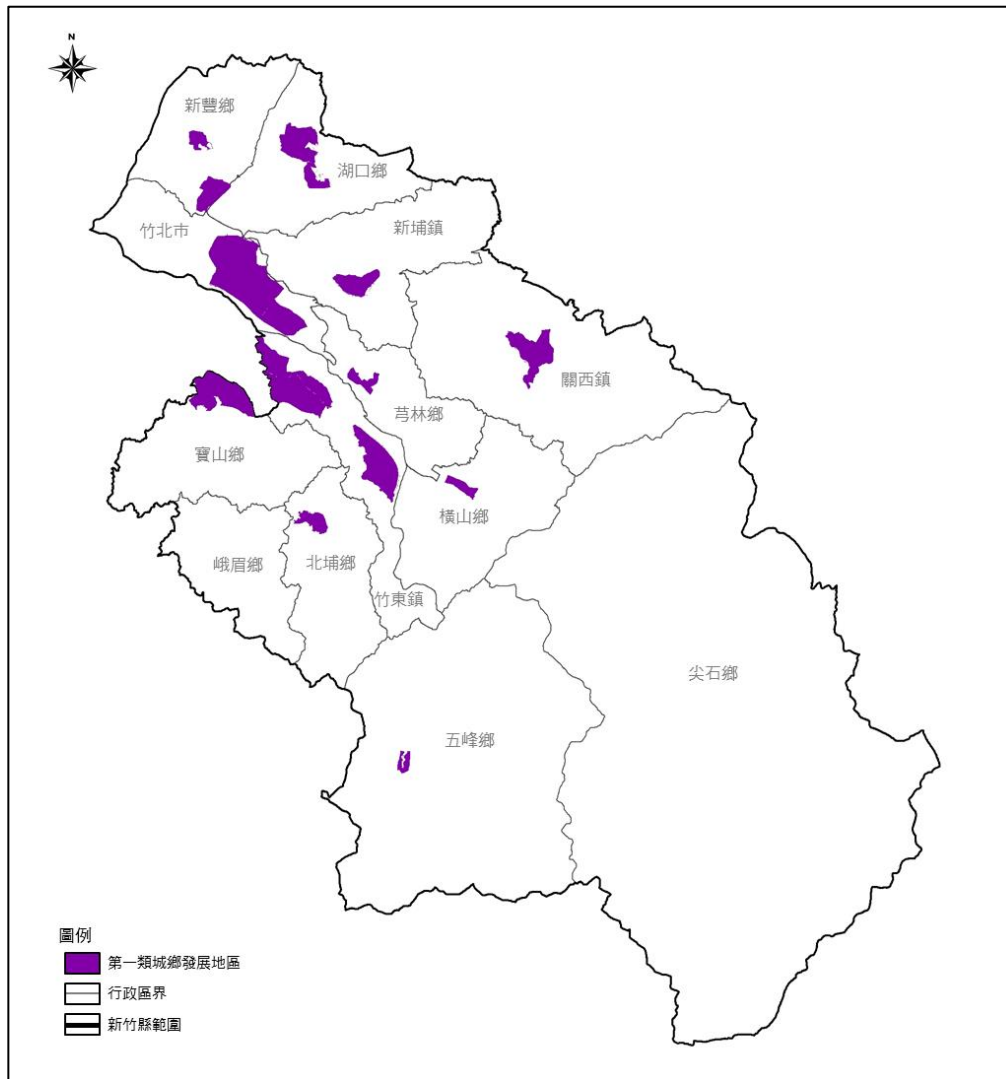 N
新豐鄉
湖口鄉
新埔鎮
竹北市
關西鎮
芎林鄉
寶山鄉
橫山鄉
峨眉鄉
北埔鄉
竹東鎮
尖石鄉
五峰鄉
圖例
第一類城鄉發展地區
行政區界
新竹縣範圍